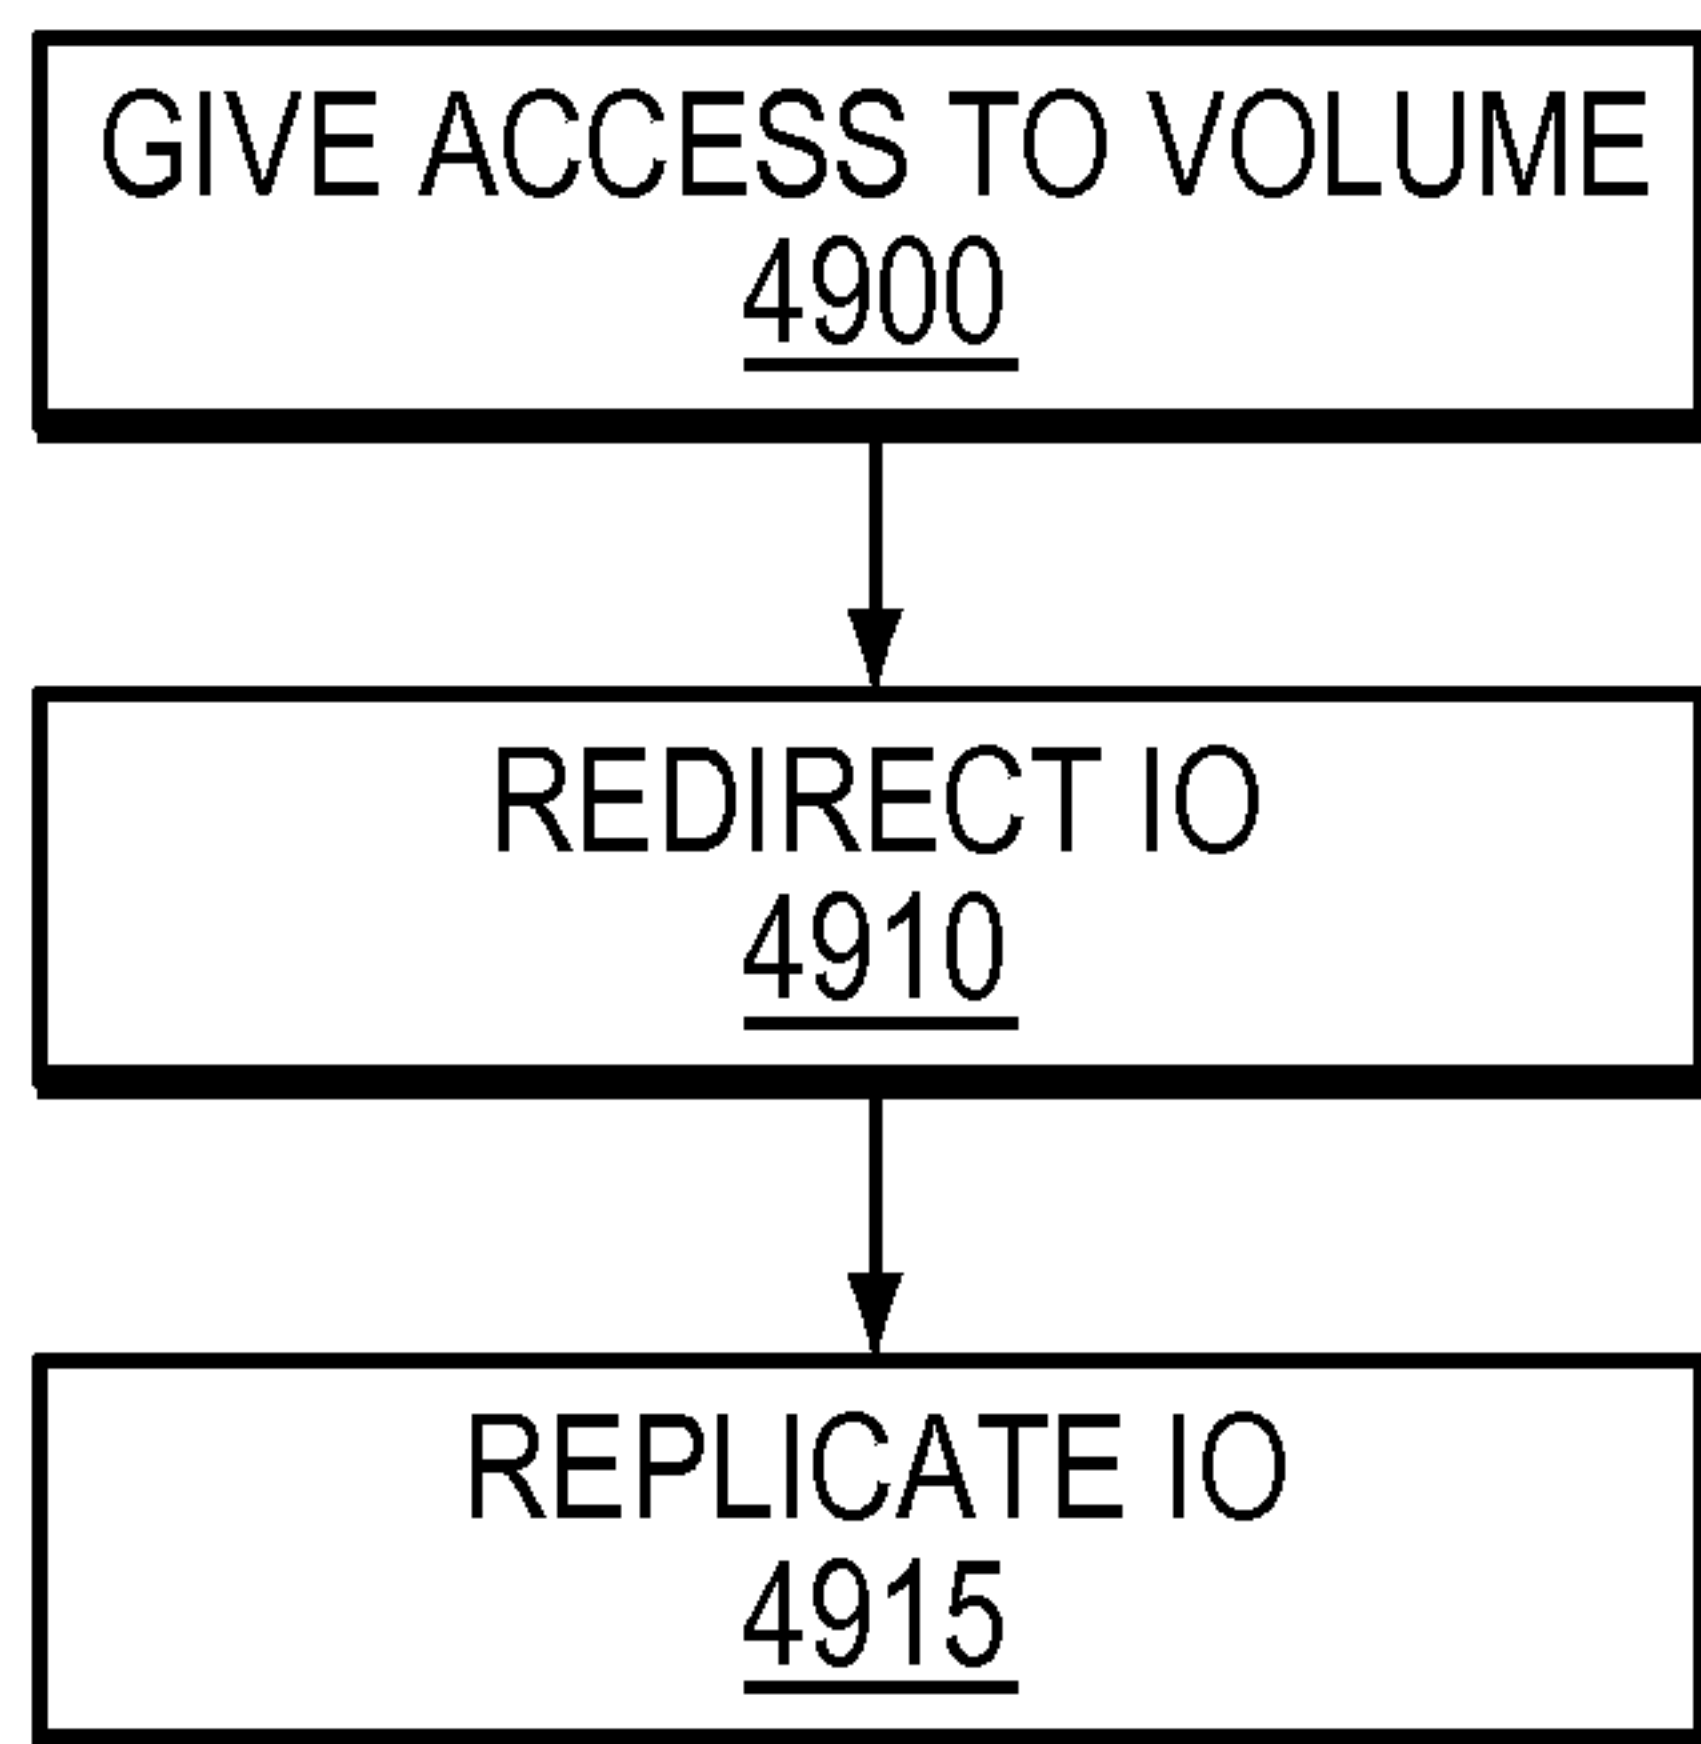 GIVE ACCESS TO VOLUME
4900
REDIRECT IO
4910
REPLICATE IO
4915